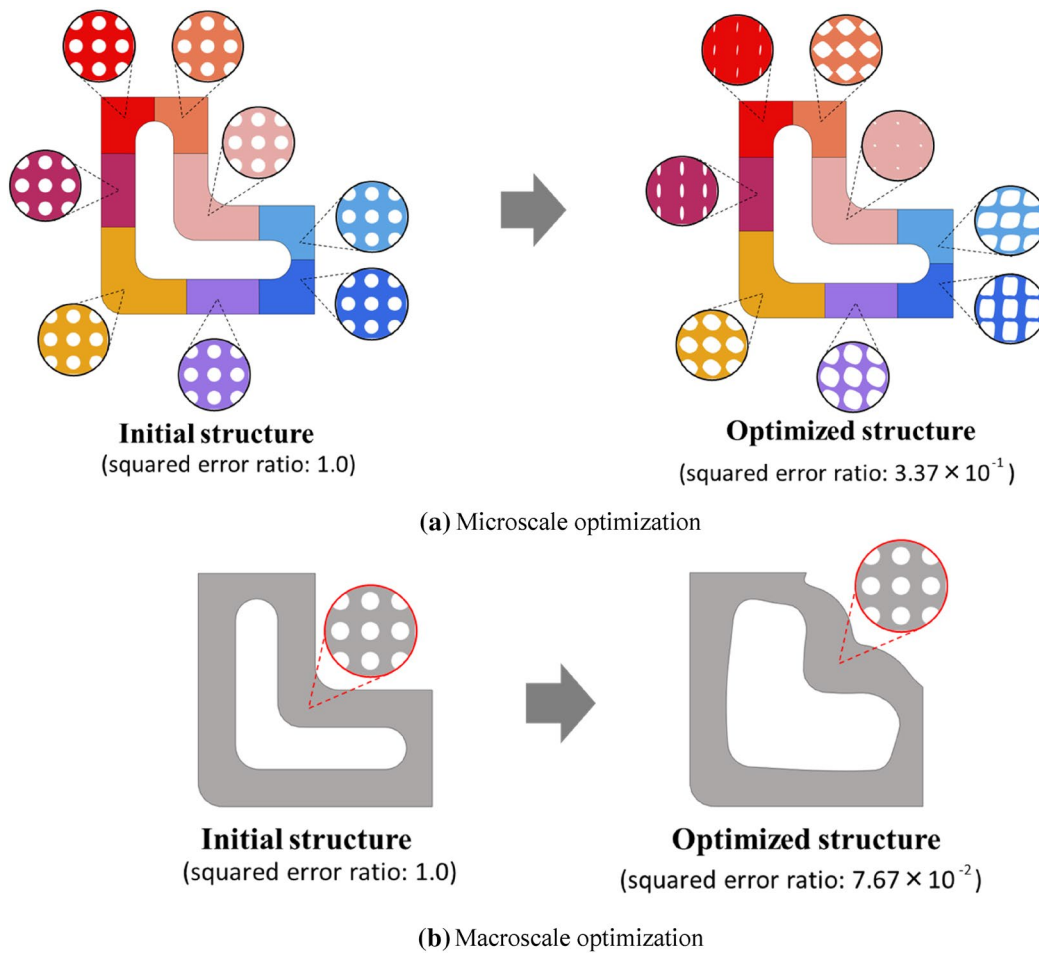 Initial structure
(squared error ratio: 1.0)
Optimized structure
(squared error ratio: 3.37 × 10⁻¹)
(a) Microscale optimization
Initial structure
(squared error ratio: 1.0)
Optimized structure
(squared error ratio: 7.67 × 10⁻²)
(b) Macroscale optimization